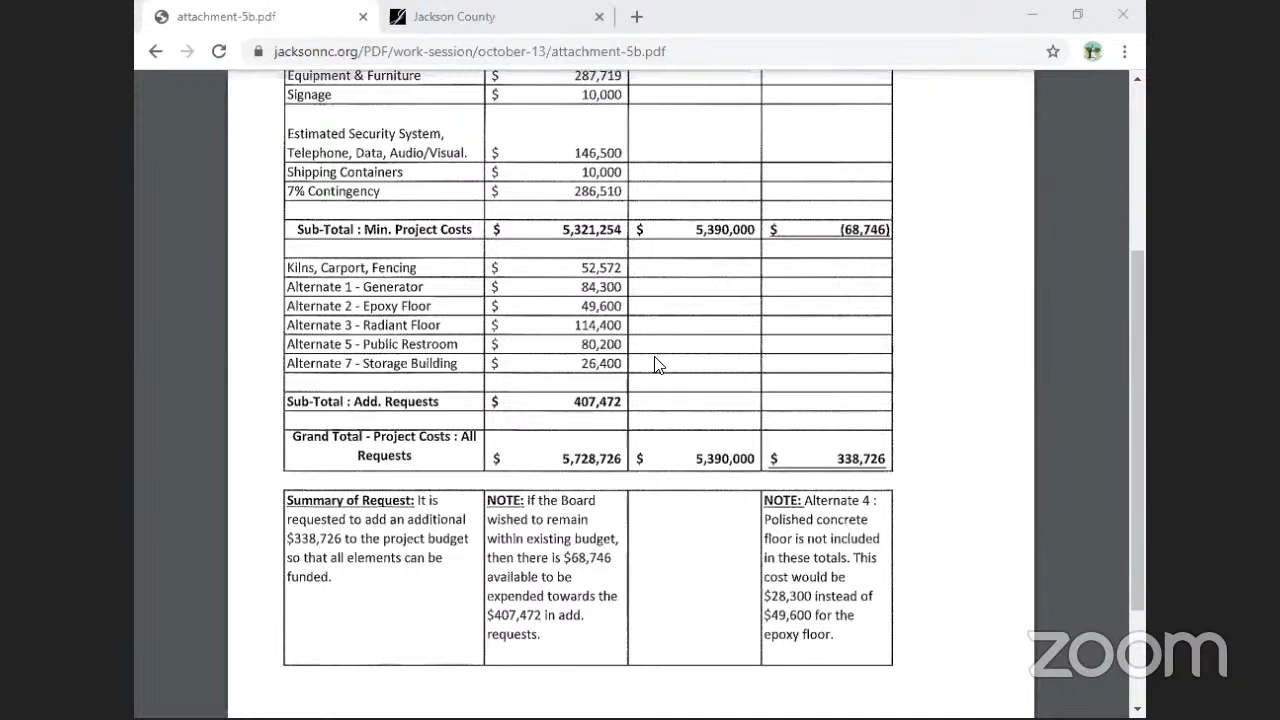 attachment-5b.pdf
Jackson County
jacksonnc.org/PDF/work-session/october-13/attachment-5b.pdf
Equipment & Furniture $ 287,719
Signage $ 10,000
Estimated Security System,
Telephone, Data, Audio/Visual. $ 146,500
Shipping Containers $ 10,000
7% Contingency $ 286,510
Sub-Total : Min. Project Costs $ 5,321,254 $ 5,390,000 $ (68,746)
Kilns, Carport, Fencing $ 52,572
Alternate 1 - Generator $ 84,300
Alternate 2 - Epoxy Floor $ 49,600
Alternate 3 - Radiant Floor $ 114,400
Alternate 5 - Public Restroom $ 80,200
Alternate 7 - Storage Building $ 26,400
Sub-Total : Add. Requests $ 407,472
Grand Total - Project Costs : All
Requests $ 5,728,726 $ 5,390,000 $ 338,726
Summary of Request: It is
requested to add an additional
$338,726 to the project budget
so that all elements can be
funded.
NOTE: If the Board
wished to remain
within existing budget,
then there is $68,746
available to be
expended towards the
$407,472 in add.
requests.
NOTE: Alternate 4 :
Polished concrete
floor is not included
in these totals. This
cost would be
$28,300 instead of
$49,600 for the
epoxy floor.
zoom